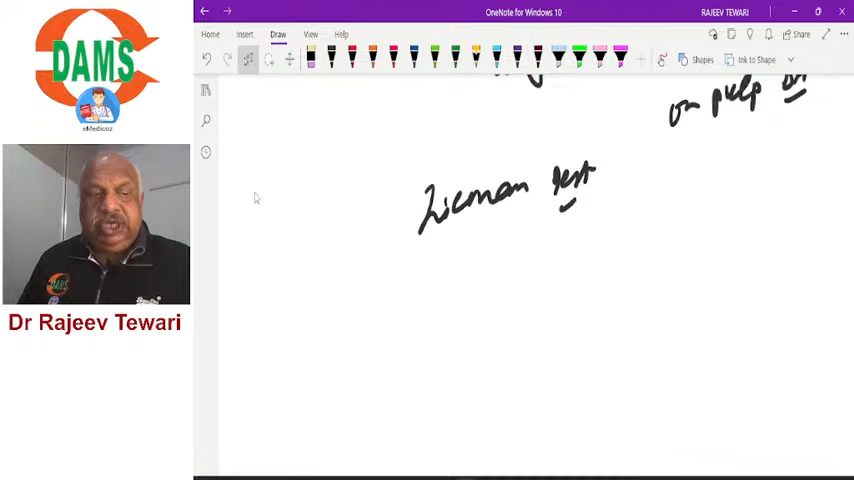 DAMS
eMedicoz
DAMS
Dr Rajeev Tewari
OneNote for Windows 10
RAJEEV TEWARI
Home Insert Draw View Help
Share
Shapes
Ink to Shape
on pulp
test